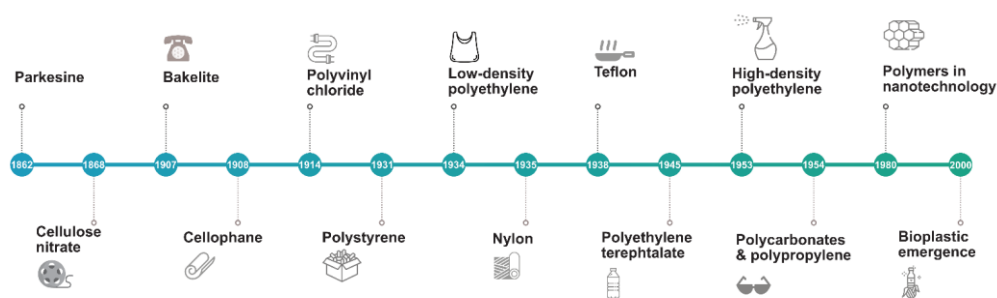 Parkesine
Bakelite
Polyvinyl
chloride
Low-density
polyethylene
Teflon
High-density
polyethylene
Polymers in
nanotechnology
1862 1868 1907 1908 1914 1931 1934 1935 1938 1945 1953 1954 1980 2000
Cellulose
nitrate
Cellophane
Polystyrene
Nylon
Polyethylene
terephtalate
Polycarbonates
& polypropylene
Bioplastic
emergence